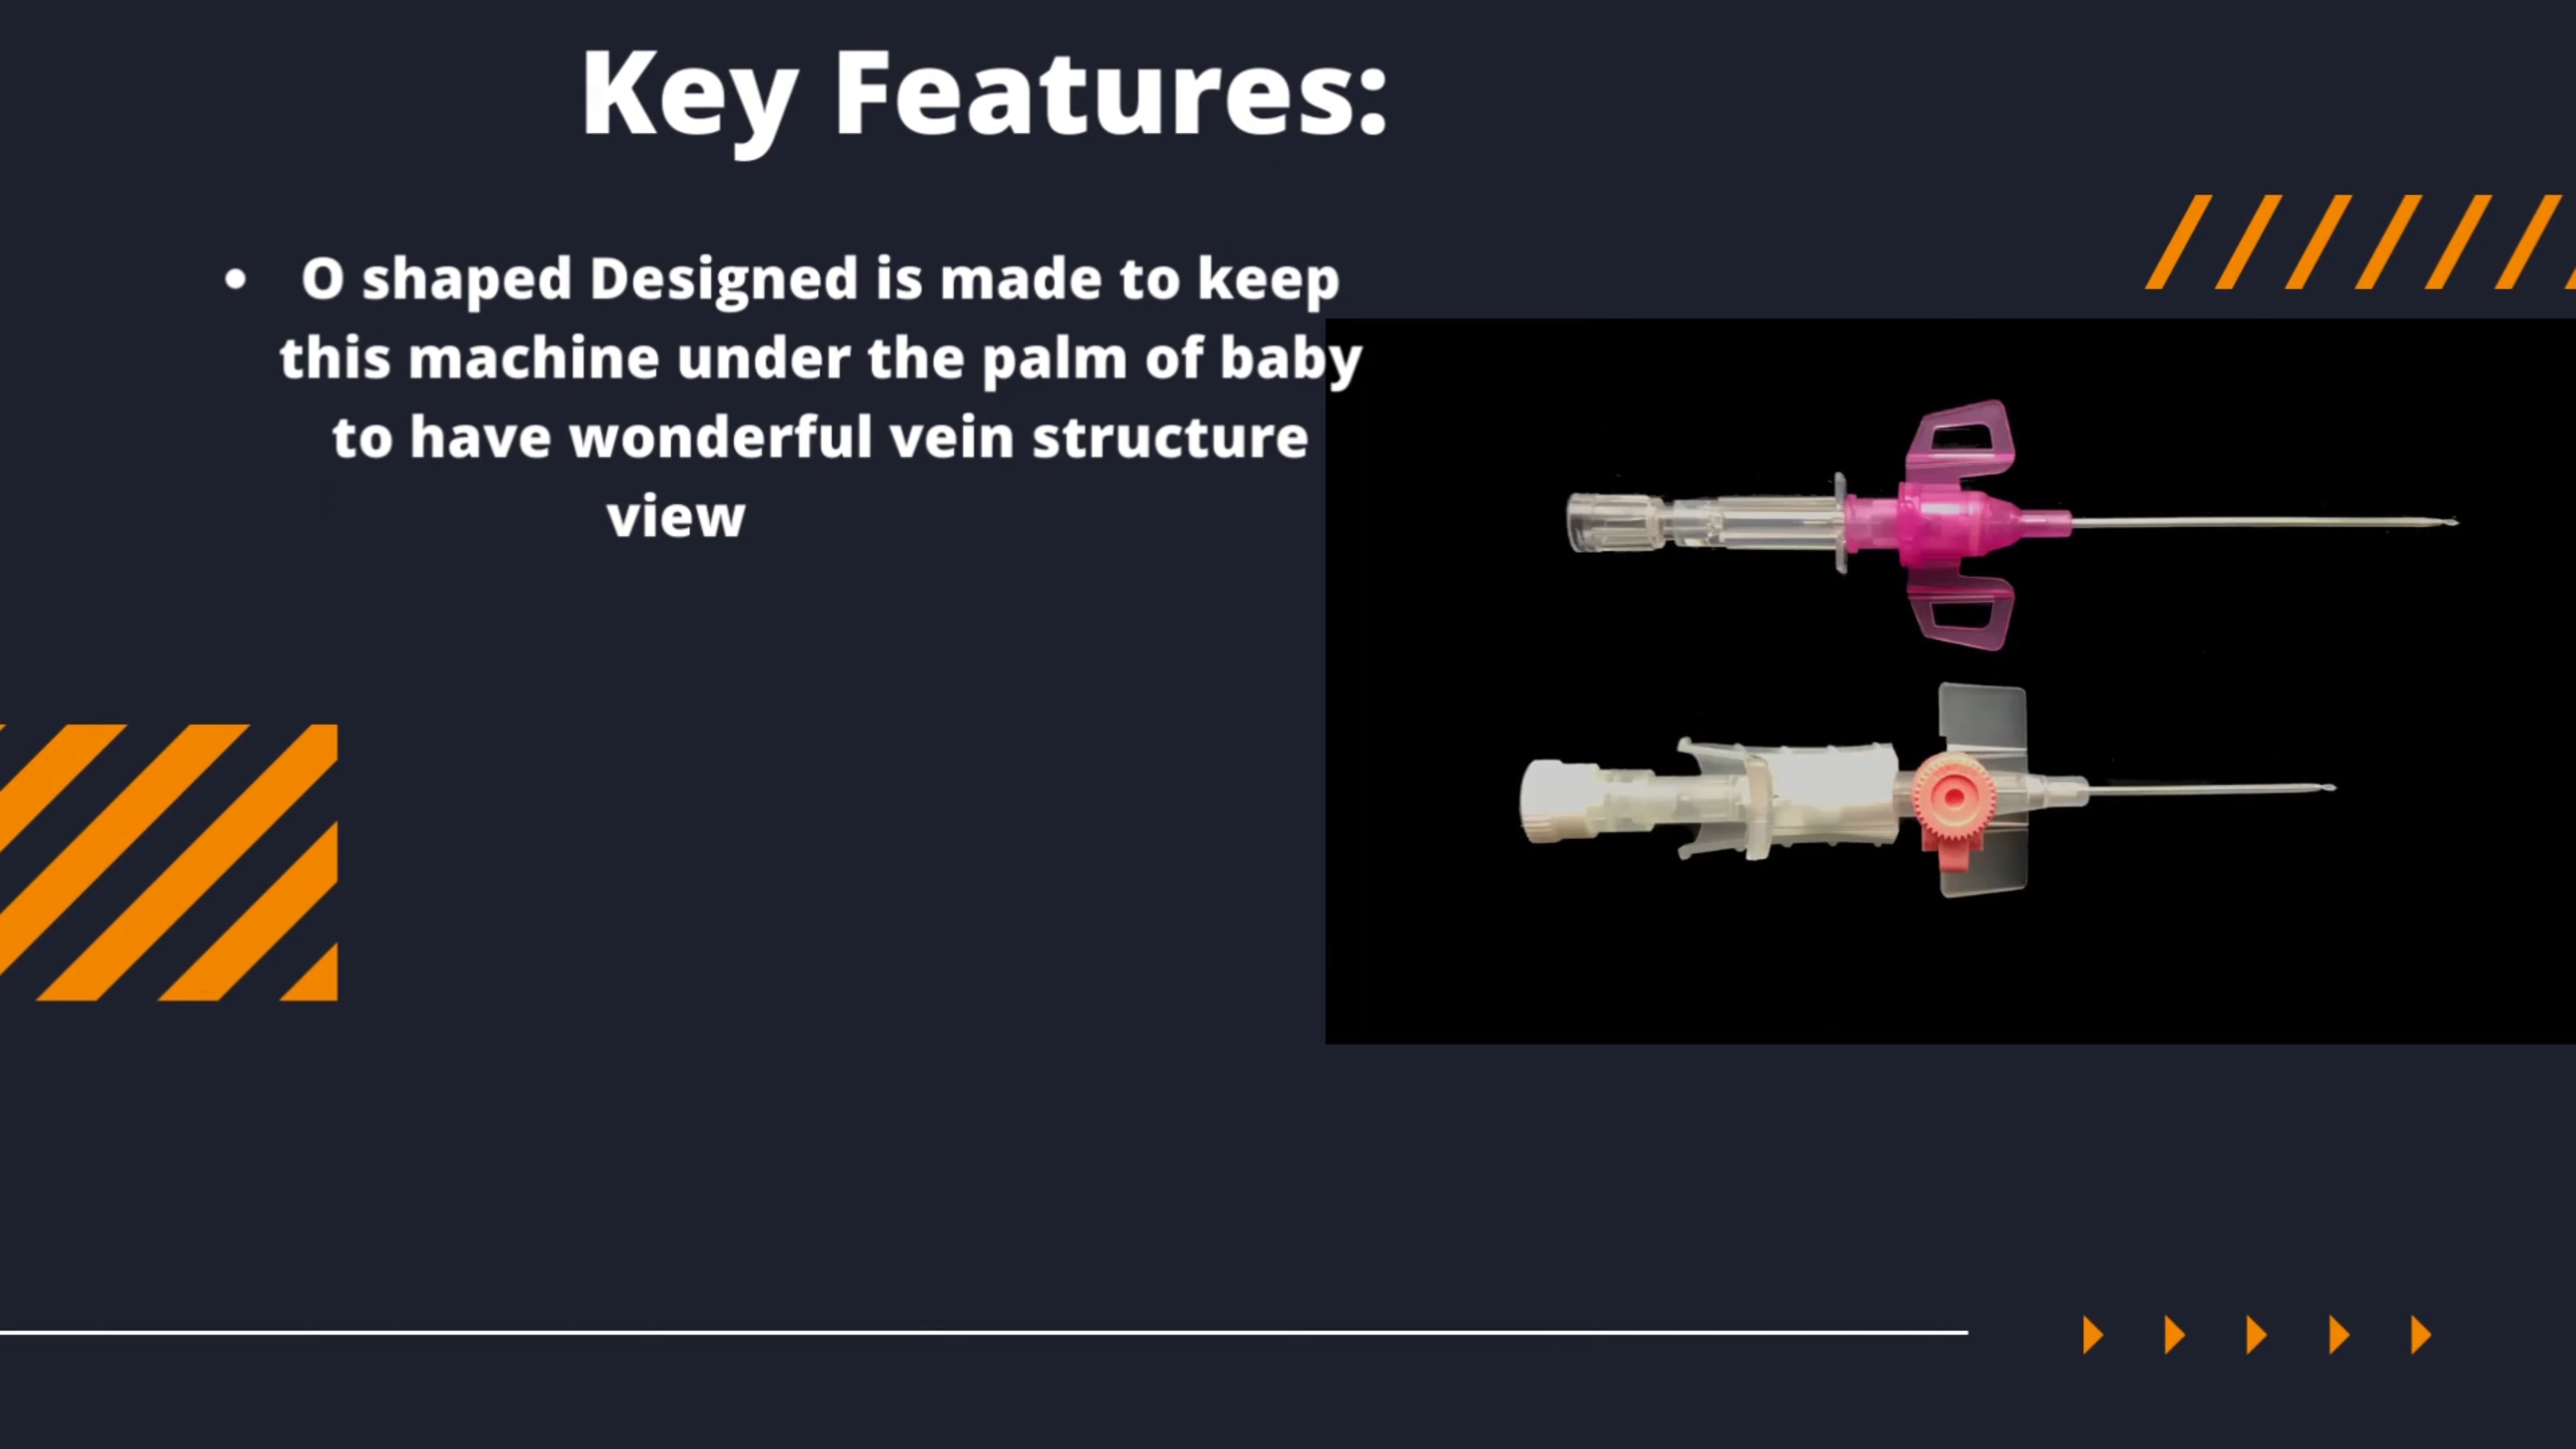 Key Features:
• O shaped Designed is made to keep
this machine under the palm of baby
to have wonderful vein structure
view